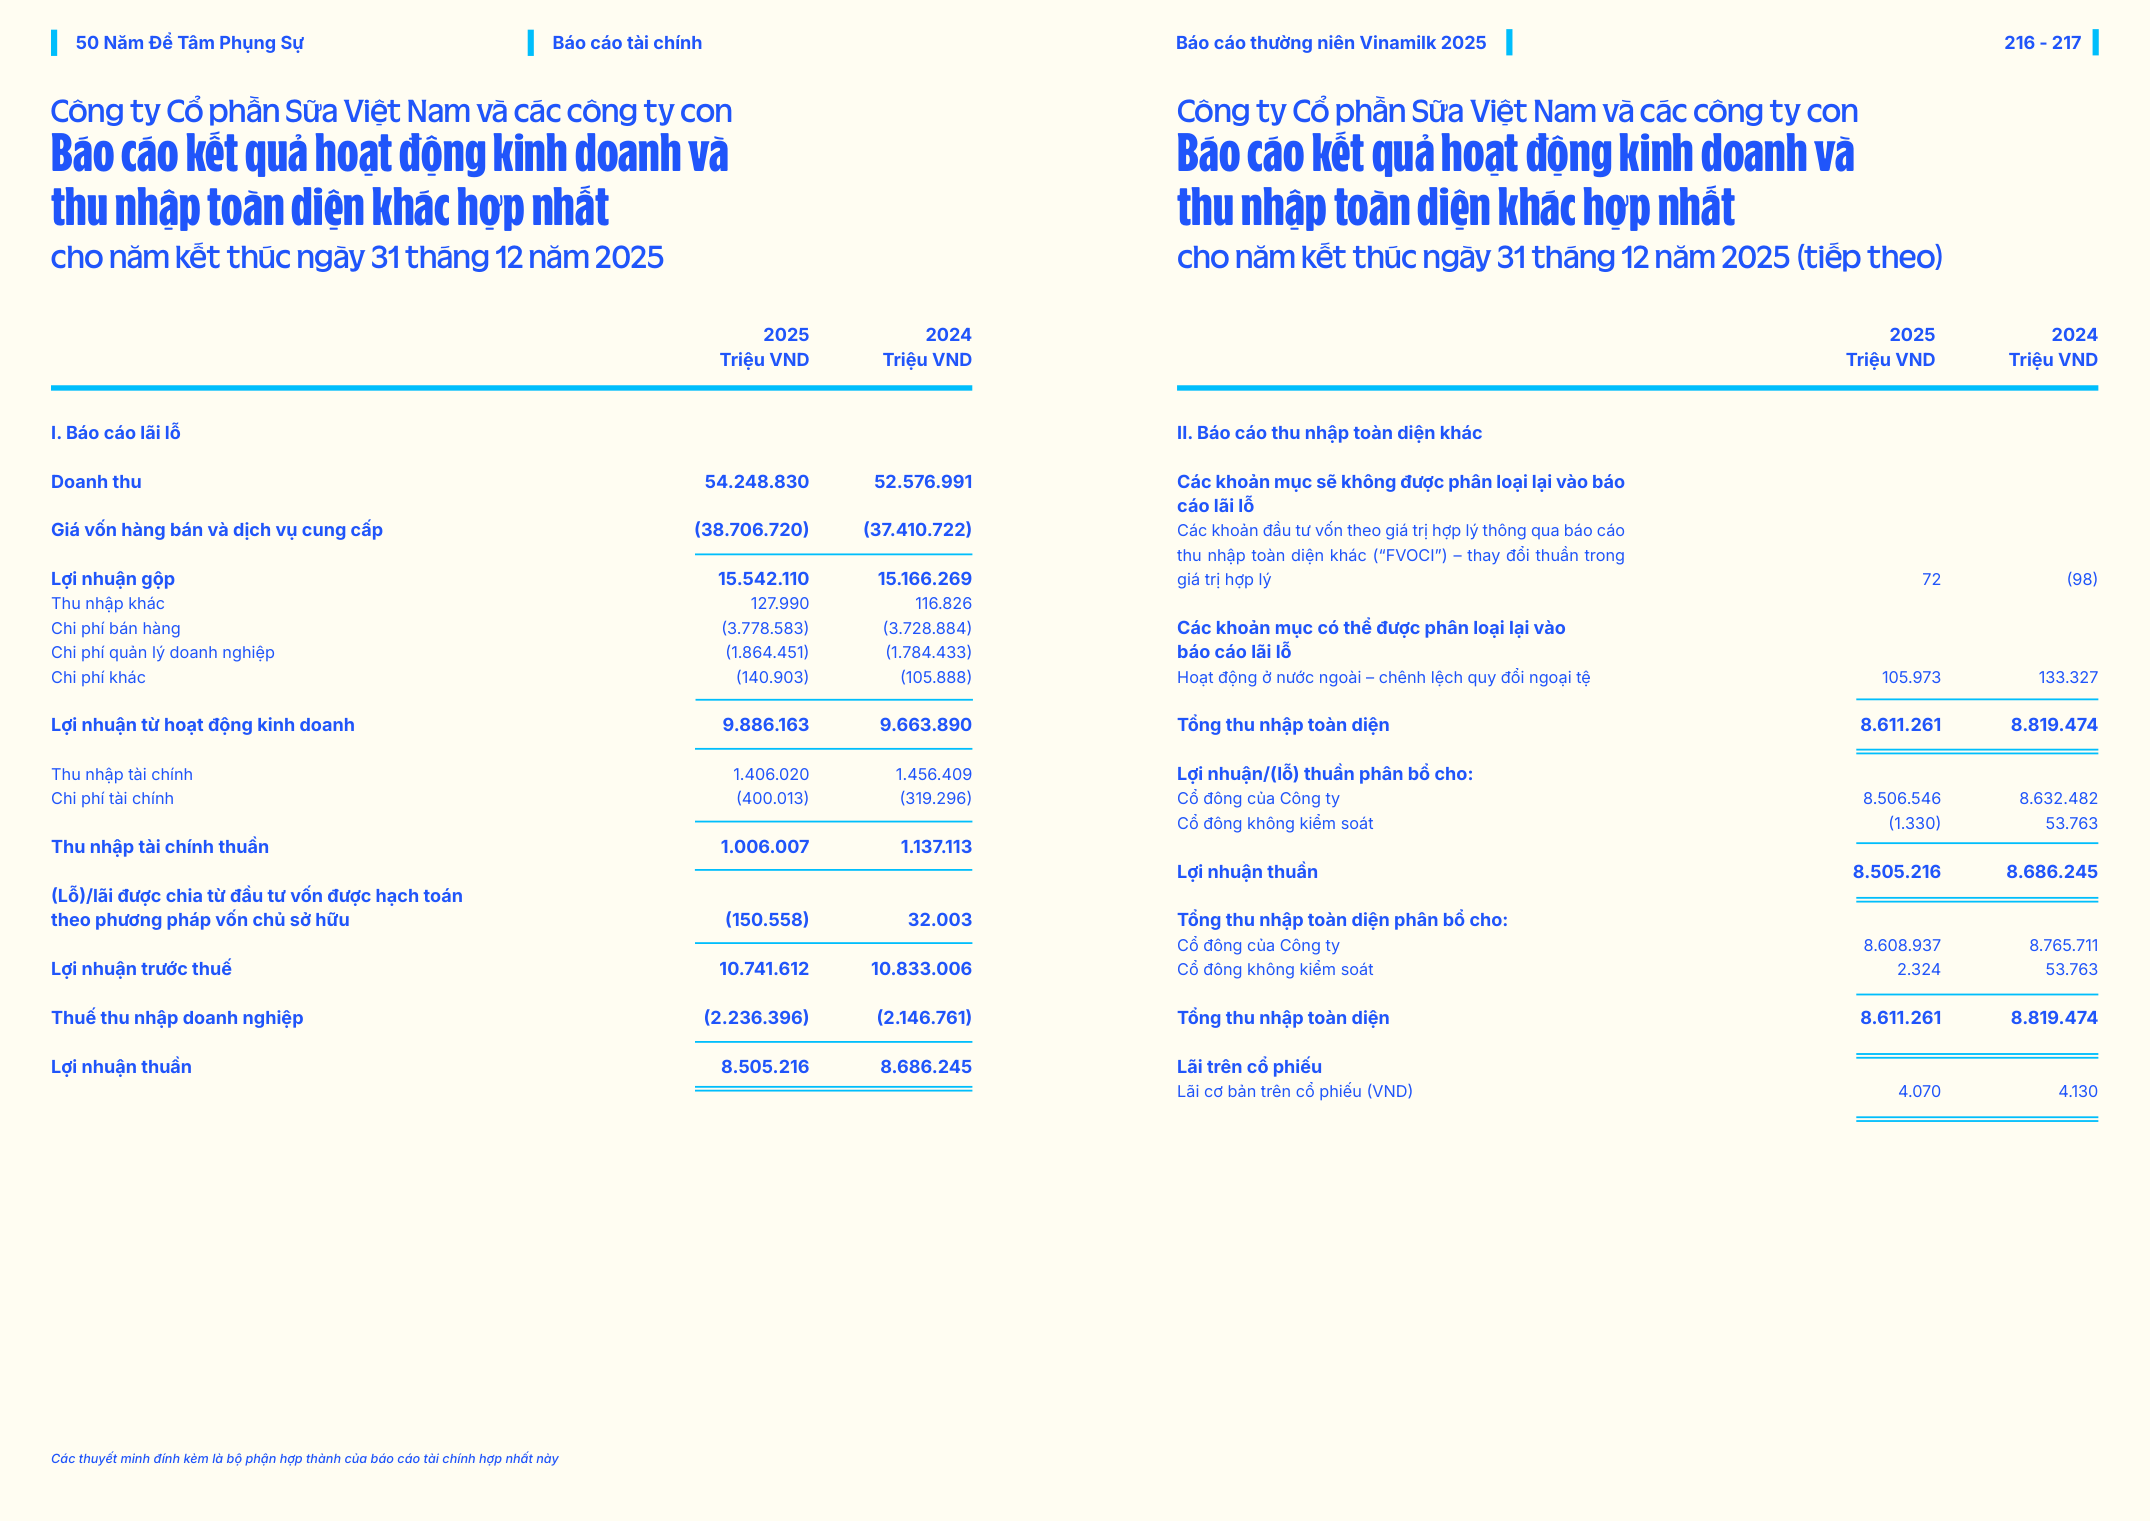 50 Năm Để Tâm Phụng Sự
Báo cáo tài chính
Công ty Cổ phần Sữa Việt Nam và các công ty con
Báo cáo kết quả hoạt động kinh doanh và
thu nhập toàn diện khác hợp nhất
cho năm kết thúc ngày 31 tháng 12 năm 2025
2025 2024
Triệu VND Triệu VND
I. Báo cáo lãi lỗ
Doanh thu 54.248.830 52.576.991
Giá vốn hàng bán và dịch vụ cung cấp (38.706.720) (37.410.722)
Lợi nhuận gộp 15.542.110 15.166.269
Thu nhập khác 127.990 116.826
Chi phí bán hàng (3.778.583) (3.728.884)
Chi phí quản lý doanh nghiệp (1.864.451) (1.784.433)
Chi phí khác (140.903) (105.888)
Lợi nhuận từ hoạt động kinh doanh 9.886.163 9.663.890
Thu nhập tài chính 1.406.020 1.456.409
Chi phí tài chính (400.013) (319.296)
Thu nhập tài chính thuần 1.006.007 1.137.113
(Lỗ)/lãi được chia từ đầu tư vốn được hạch toán
theo phương pháp vốn chủ sở hữu (150.558) 32.003
Lợi nhuận trước thuế 10.741.612 10.833.006
Thuế thu nhập doanh nghiệp (2.236.396) (2.146.761)
Lợi nhuận thuần 8.505.216 8.686.245
Các thuyết minh đính kèm là bộ phận hợp thành của báo cáo tài chính hợp nhất này
Báo cáo thường niên Vinamilk 2025
216 - 217
Công ty Cổ phần Sữa Việt Nam và các công ty con
Báo cáo kết quả hoạt động kinh doanh và
thu nhập toàn diện khác hợp nhất
cho năm kết thúc ngày 31 tháng 12 năm 2025 (tiếp theo)
2025 2024
Triệu VND Triệu VND
II. Báo cáo thu nhập toàn diện khác
Các khoản mục sẽ không được phân loại lại vào báo
cáo lãi lỗ
Các khoản đầu tư vốn theo giá trị hợp lý thông qua báo cáo
thu nhập toàn diện khác (“FVOCI”) – thay đổi thuần trong
giá trị hợp lý 72 (98)
Các khoản mục có thể được phân loại lại vào
báo cáo lãi lỗ
Hoạt động ở nước ngoài – chênh lệch quy đổi ngoại tệ 105.973 133.327
Tổng thu nhập toàn diện 8.611.261 8.819.474
Lợi nhuận/(lỗ) thuần phân bổ cho:
Cổ đông của Công ty 8.506.546 8.632.482
Cổ đông không kiểm soát (1.330) 53.763
Lợi nhuận thuần 8.505.216 8.686.245
Tổng thu nhập toàn diện phân bổ cho:
Cổ đông của Công ty 8.608.937 8.765.711
Cổ đông không kiểm soát 2.324 53.763
Tổng thu nhập toàn diện 8.611.261 8.819.474
Lãi trên cổ phiếu
Lãi cơ bản trên cổ phiếu (VND) 4.070 4.130